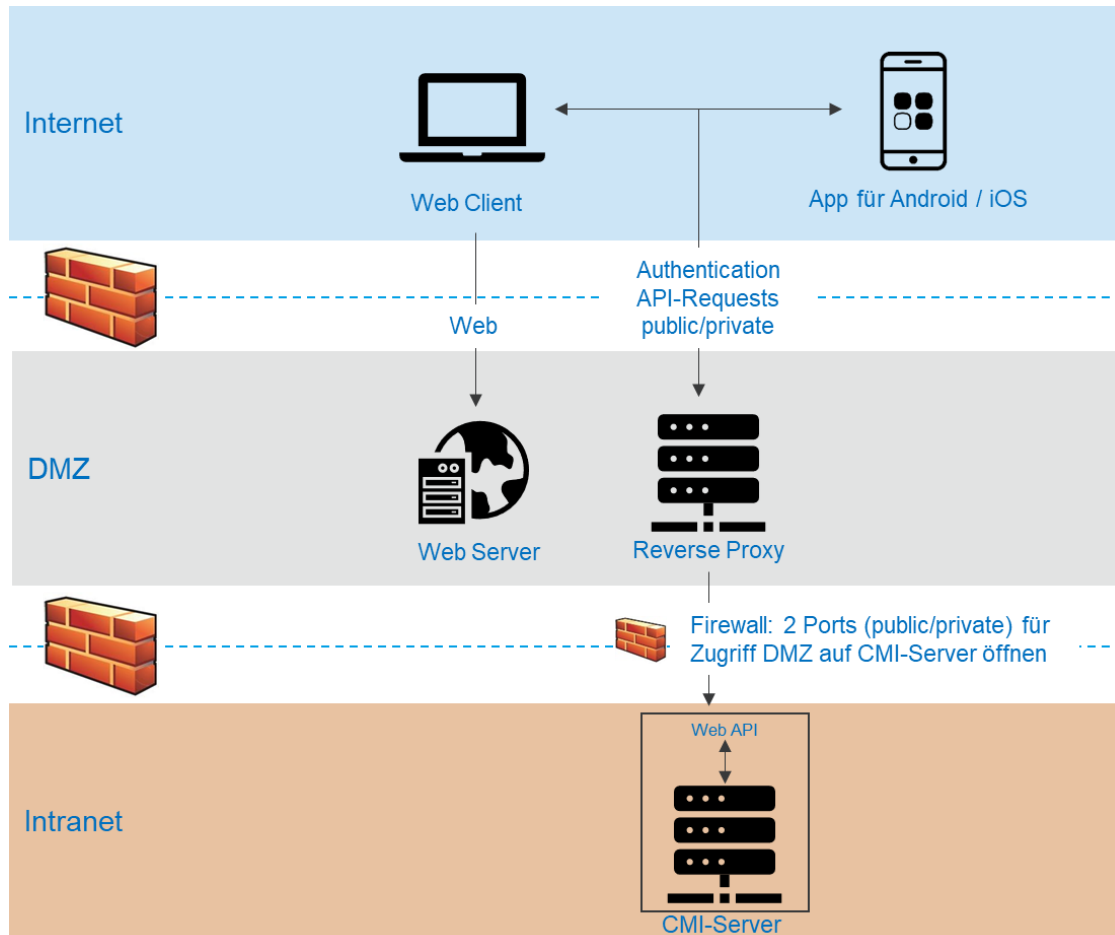 Internet
Web Client
App für Android / iOS
Authentication
API-Requests
public/private
Web
DMZ
Web Server
Reverse Proxy
Firewall: 2 Ports (public/private) für
Zugriff DMZ auf CMI-Server öffnen
Web API
Intranet
CMI-Server